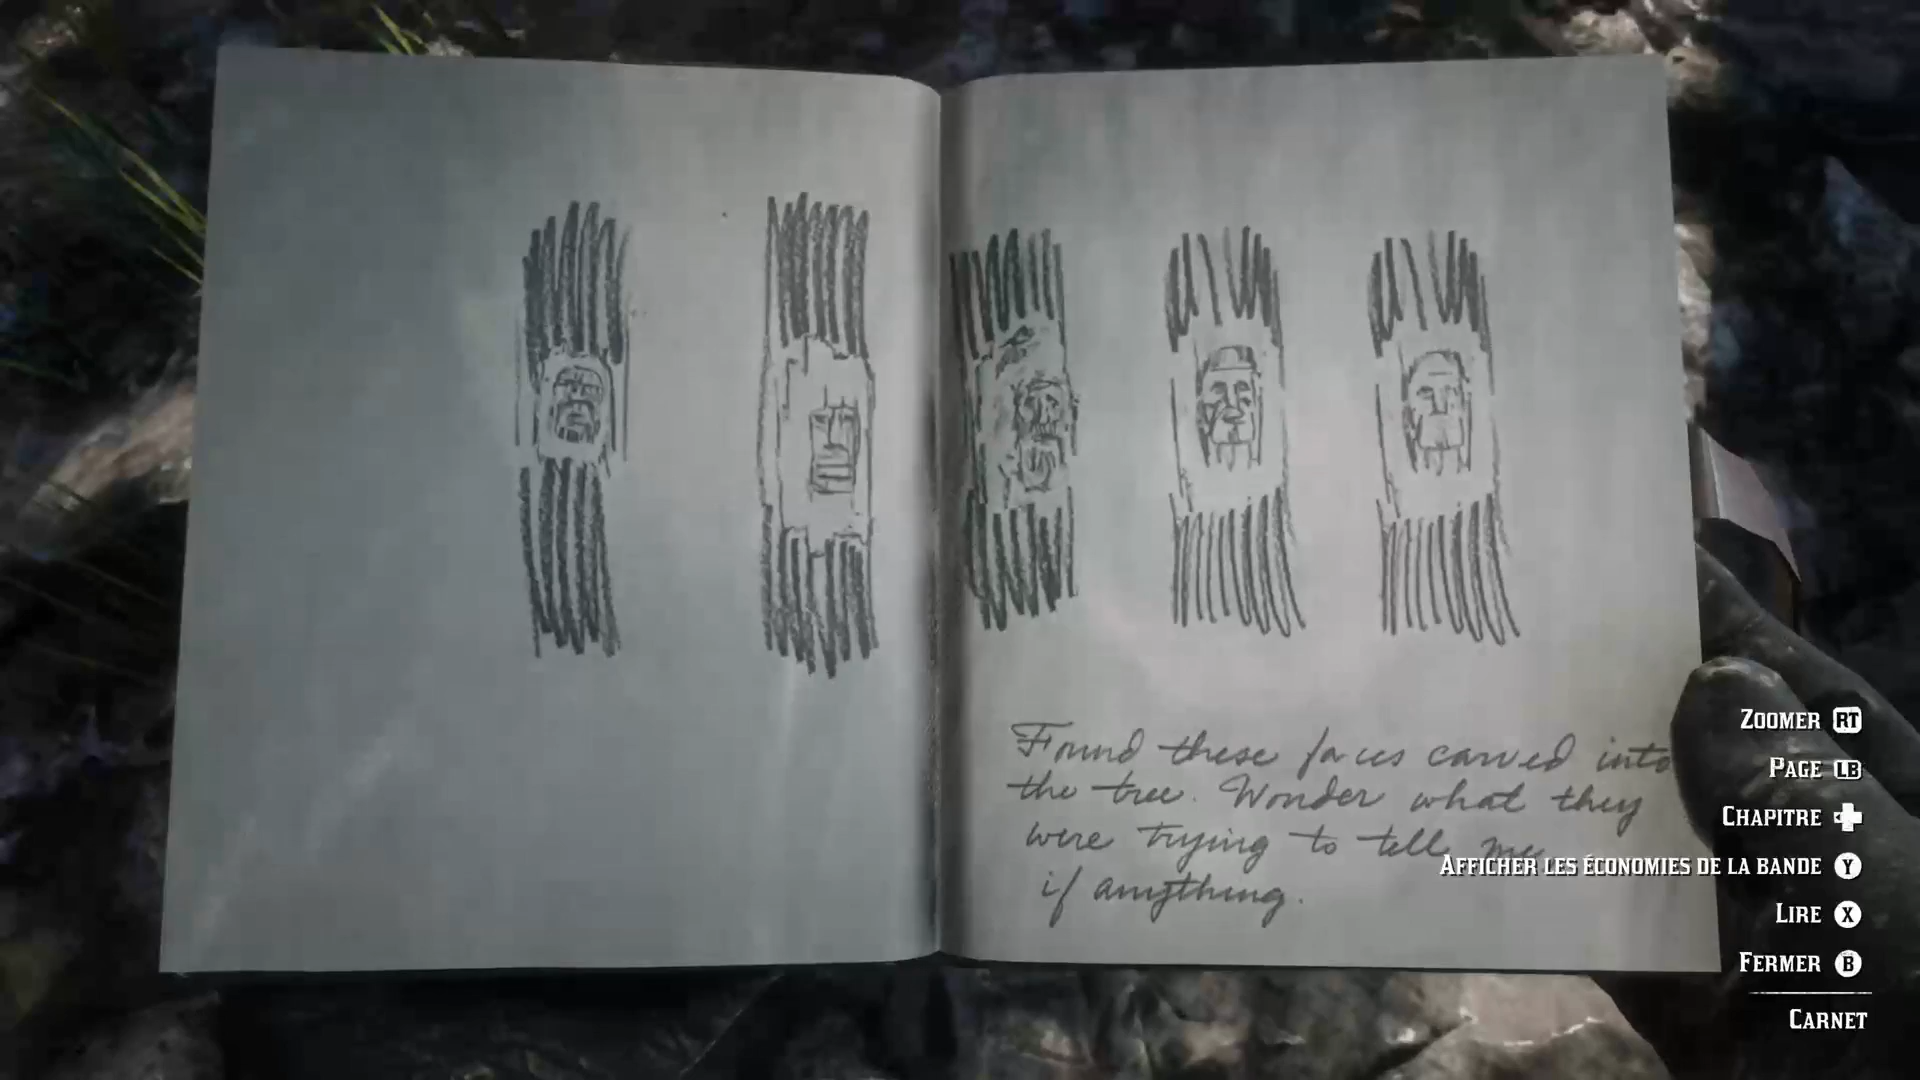 Found these faces carved into
the tree. Wonder what they
were trying to tell me
if anything.
ZOOMER RT
PAGE LB
CHAPITRE
AFFICHER LES ÉCONOMIES DE LA BANDE Y
LIRE X
FERMER B
CARNET